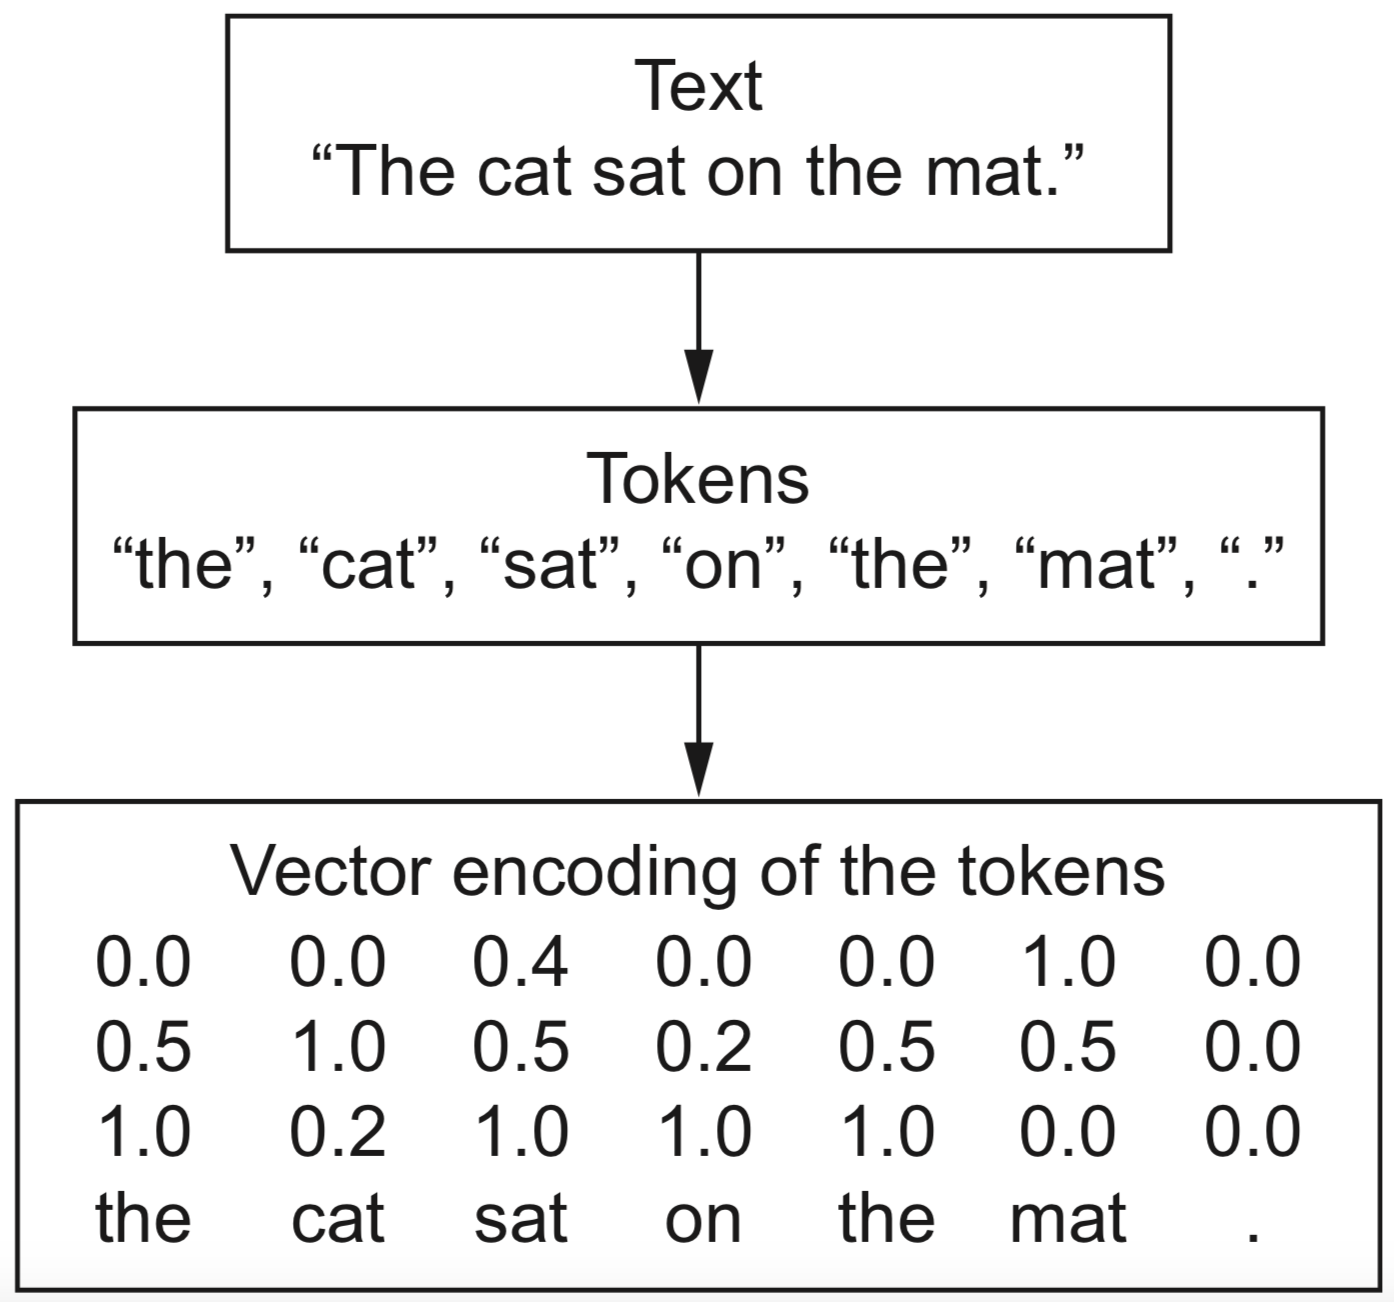 Text
“The cat sat on the mat.”
Tokens
“the”, “cat”, “sat”, “on”, “the”, “mat”, “.”
Vector encoding of the tokens
0.0 0.0 0.4 0.0 0.0 1.0 0.0
0.5 1.0 0.5 0.2 0.5 0.5 0.0
1.0 0.2 1.0 1.0 1.0 0.0 0.0
the cat sat on the mat .